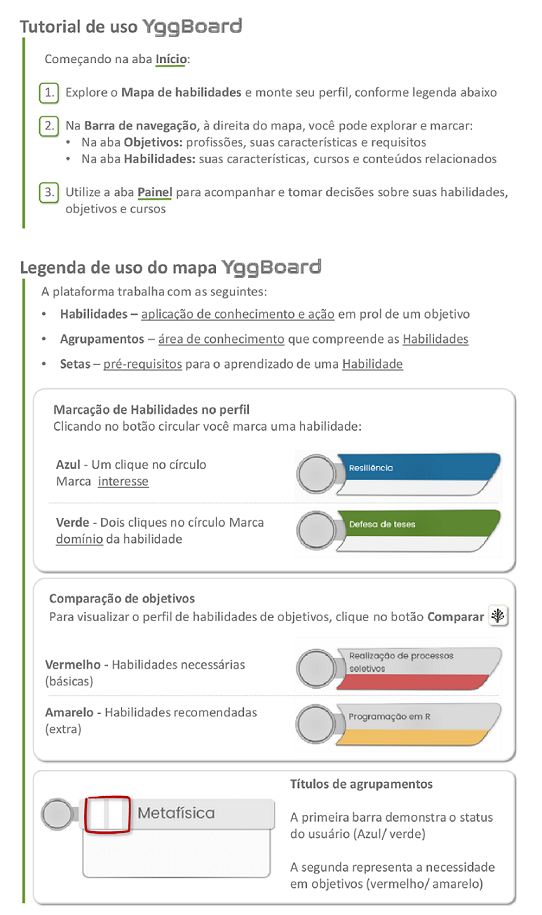 Tutorial de uso YggBoard
Começando na aba Início:
1. Explore o Mapa de habilidades e monte seu perfil, conforme legenda abaixo
2. Na Barra de navegação, à direita do mapa, você pode explorar e marcar:
• Na aba Objetivos: profissões, suas características e requisitos
• Na aba Habilidades: suas características, cursos e conteúdos relacionados
3. Utilize a aba Painel para acompanhar e tomar decisões sobre suas habilidades,
objetivos e cursos
Legenda de uso do mapa YggBoard
A plataforma trabalha com as seguintes:
• Habilidades – aplicação de conhecimento e ação em prol de um objetivo
• Agrupamentos – área de conhecimento que compreende as Habilidades
• Setas – pré-requisitos para o aprendizado de uma Habilidade
Marcação de Habilidades no perfil
Clicando no botão circular você marca uma habilidade:
Azul - Um clique no círculo
Marca interesse
Resiliência
Verde - Dois cliques no círculo Marca
domínio da habilidade
Defesa de teses
Comparação de objetivos
Para visualizar o perfil de habilidades de objetivos, clique no botão Comparar
Vermelho - Habilidades necessárias
(básicas)
Realização de processos
seletivos
Amarelo - Habilidades recomendadas
(extra)
Programação em R
Metafísica
Títulos de agrupamentos
A primeira barra demonstra o status
do usuário (Azul/ verde)
A segunda representa a necessidade
em objetivos (vermelho/ amarelo)